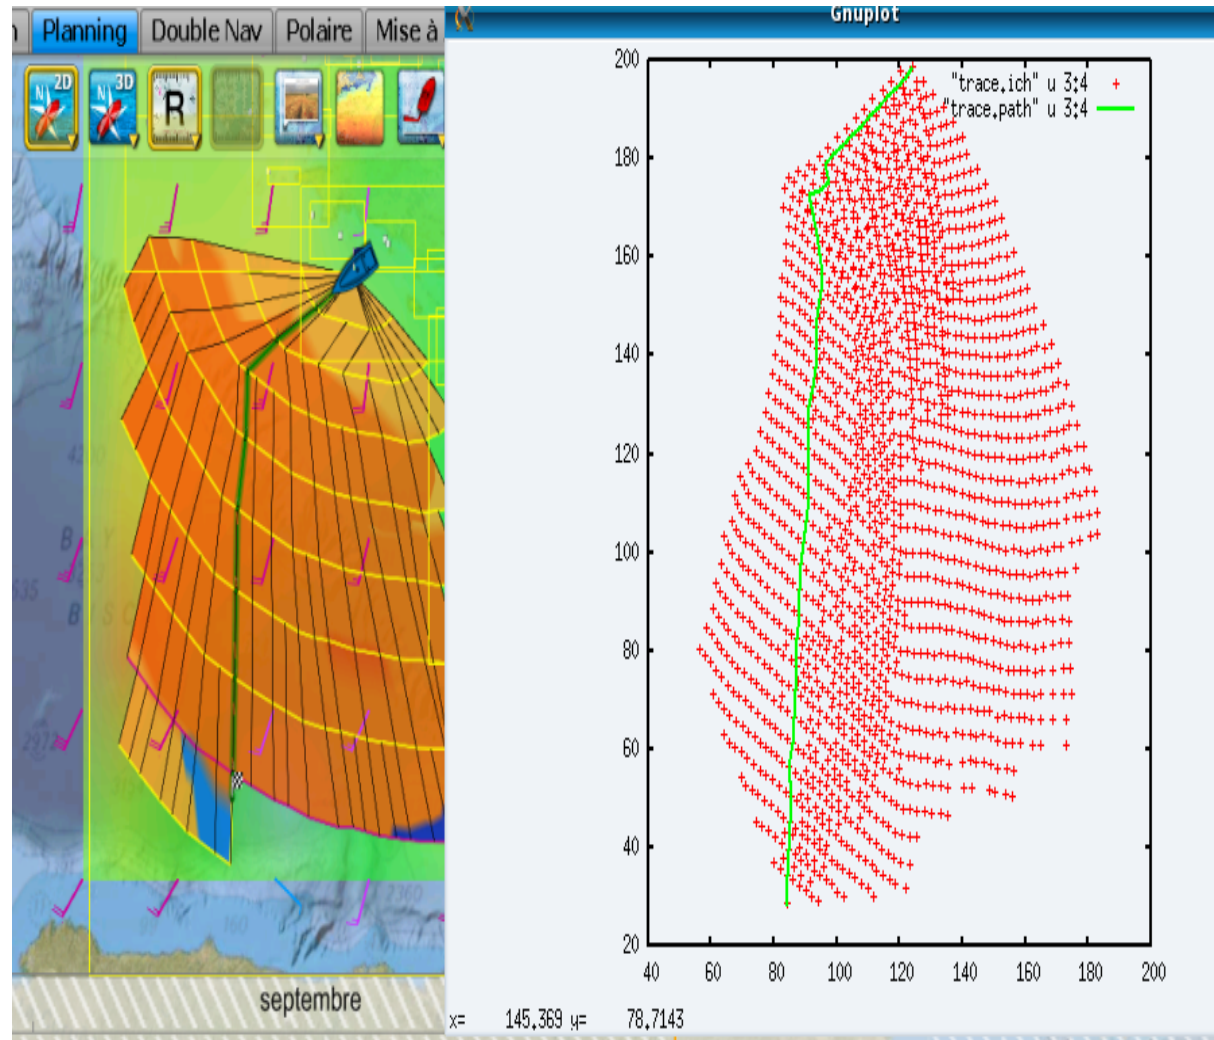 Planning
Double Nav
Polaire
Mise à
2D
3D
R
B
Y
535
B
S C
septembre
Gnuplot
"trace.ich" u 3:4
"trace.path" u 3:4
200
180
160
140
120
100
80
60
40
20
40 60 80 100 120 140 160 180 200
x= 145.369 y= 78.7143